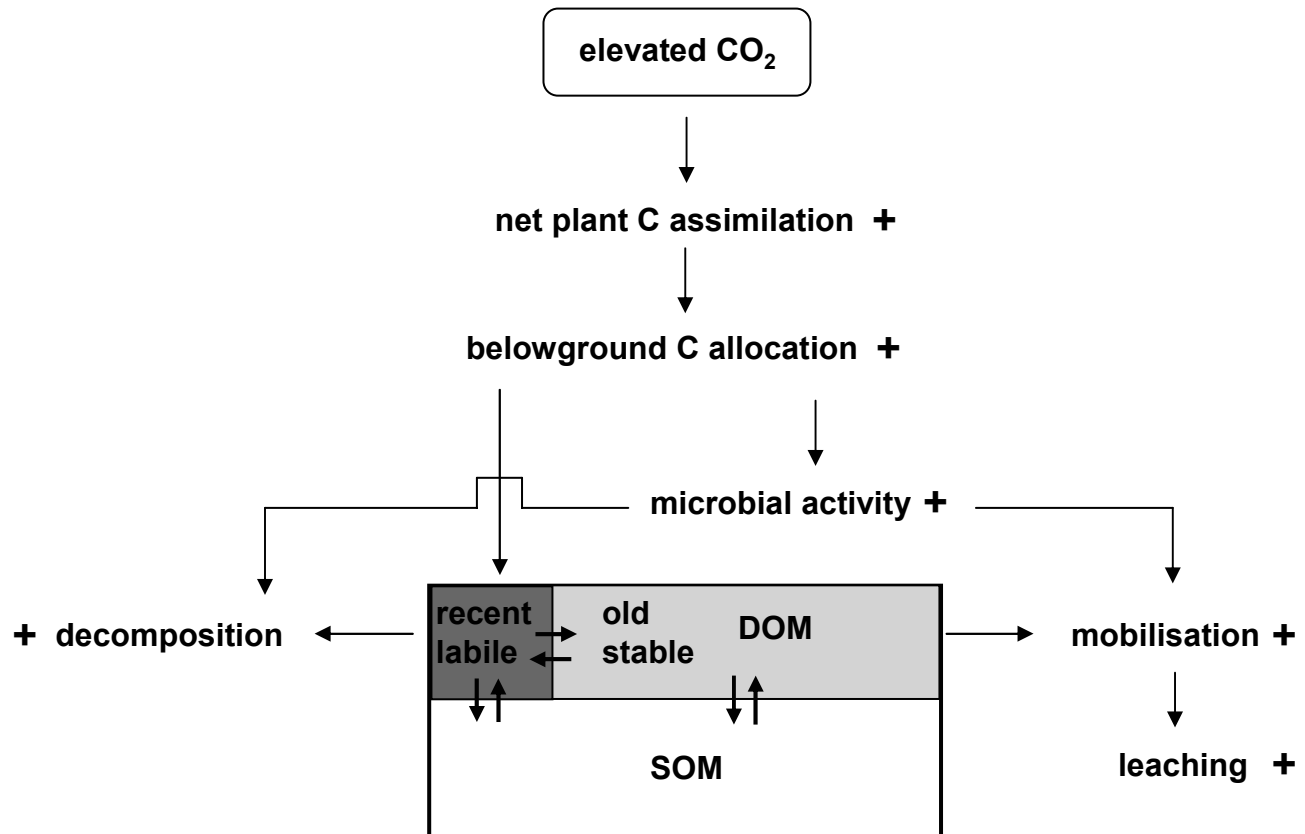 elevated CO₂
net plant C assimilation +
belowground C allocation +
microbial activity +
+ decomposition
recent
labile
old
stable
DOM
mobilisation +
SOM
leaching +